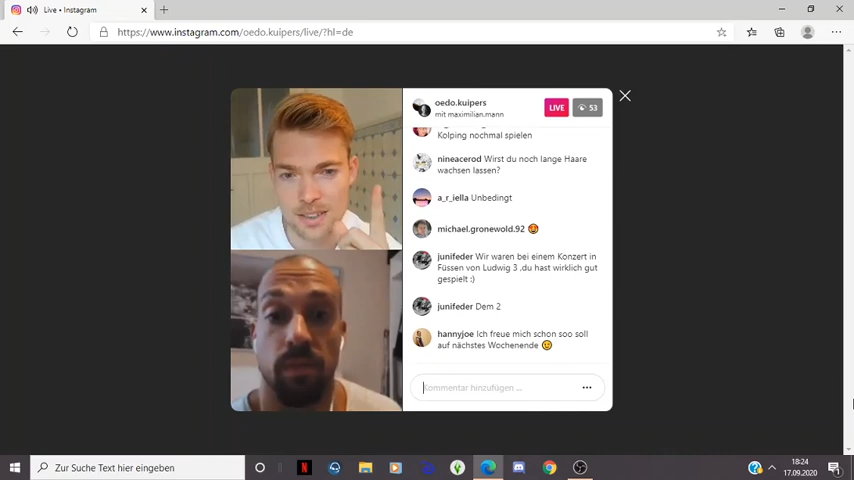 Live • Instagram
https://www.instagram.com/oedo.kuipers/live/?hl=de
oedo.kuipers
mit maximilian.mann
LIVE
53
Kolping nochmal spielen
nineacerod Wirst du noch lange Haare
wachsen lassen?
a_r_iella Unbedingt
michael.gronewold.92
junifeder Wir waren bei einem Konzert in
Füssen von Ludwig 3 ,du hast wirklich gut
gespielt :)
junifeder Dem 2
hannyjoe Ich freue mich schon soo soll
auf nächstes Wochenende
Kommentar hinzufügen ...
Zur Suche Text hier eingeben
18:24
17.09.2020